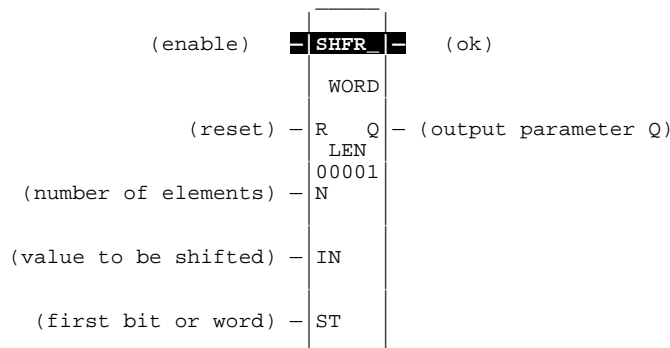 (enable) SHFR_ (ok)
WORD
(reset) R Q (output parameter Q)
LEN
00001
(number of elements) N
(value to be shifted) IN
(first bit or word) ST